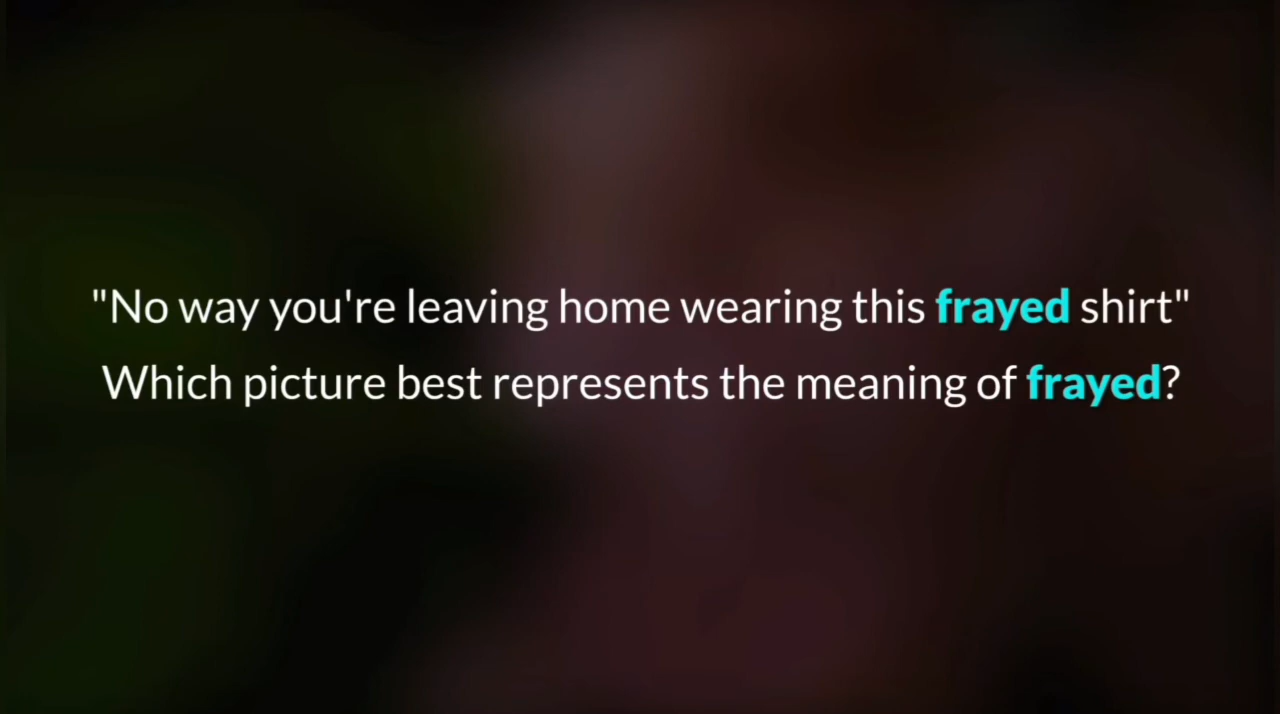 "No way you're leaving home wearing this frayed shirt"
Which picture best represents the meaning of frayed?